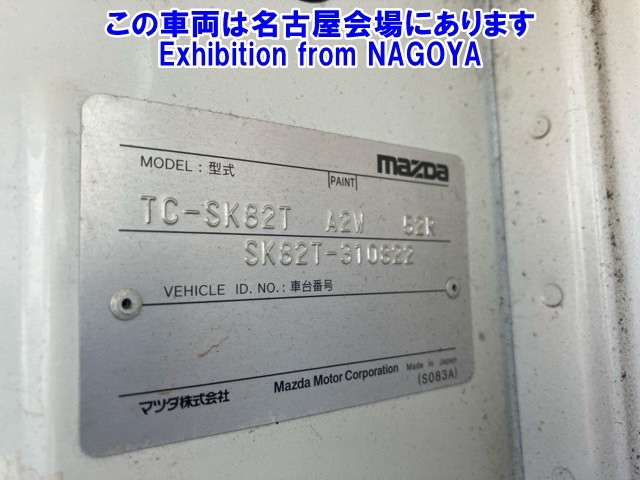 この車両は名古屋会場にあります
Exhibition from NAGOYA
MODEL : 型式
mazda
PAINT
TC-SK82T A2W 52R
SK82T-310822
VEHICLE ID. NO. : 車台番号
マツダ株式会社
Mazda Motor Corporation Made in Japan
(S083A)